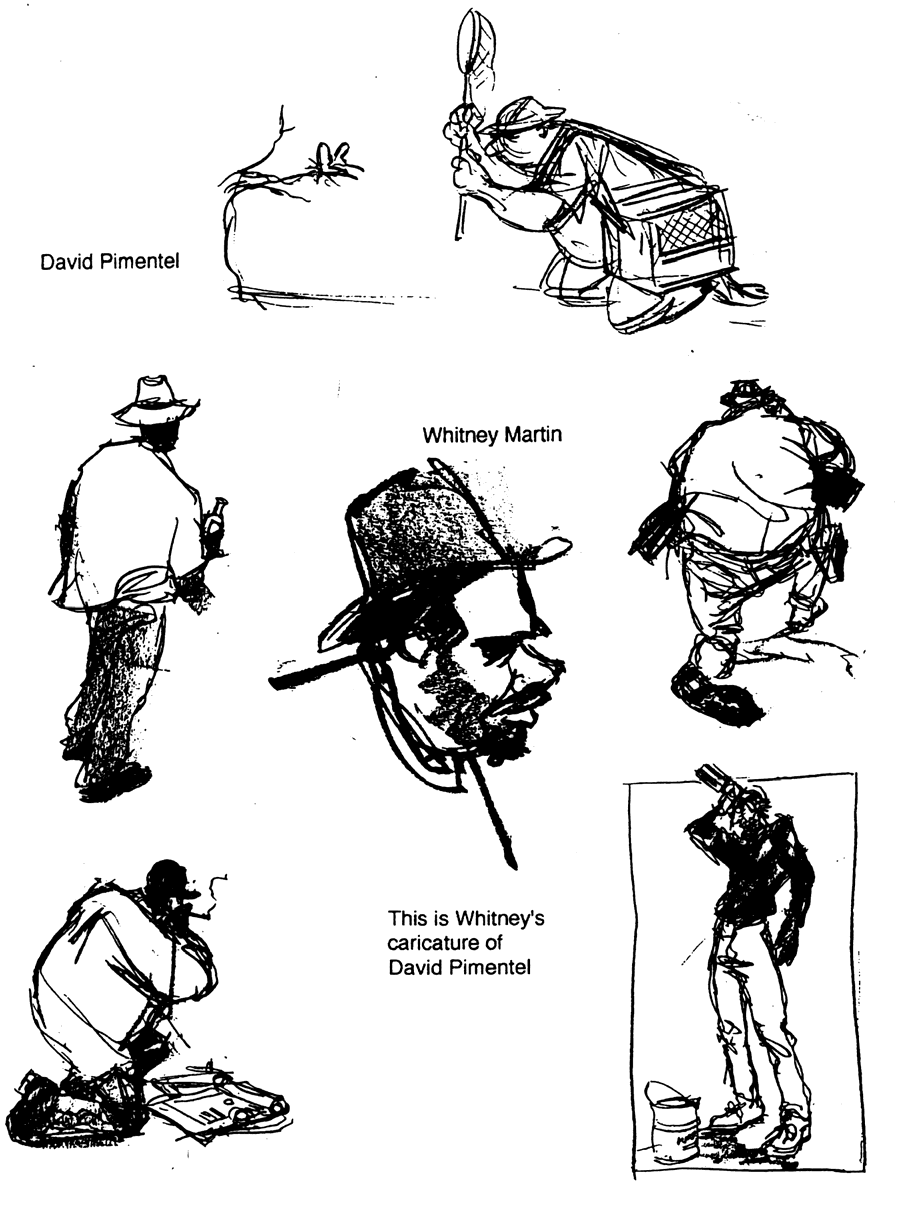 David Pimentel
Whitney Martin
This is Whitney's
caricature of
David Pimentel